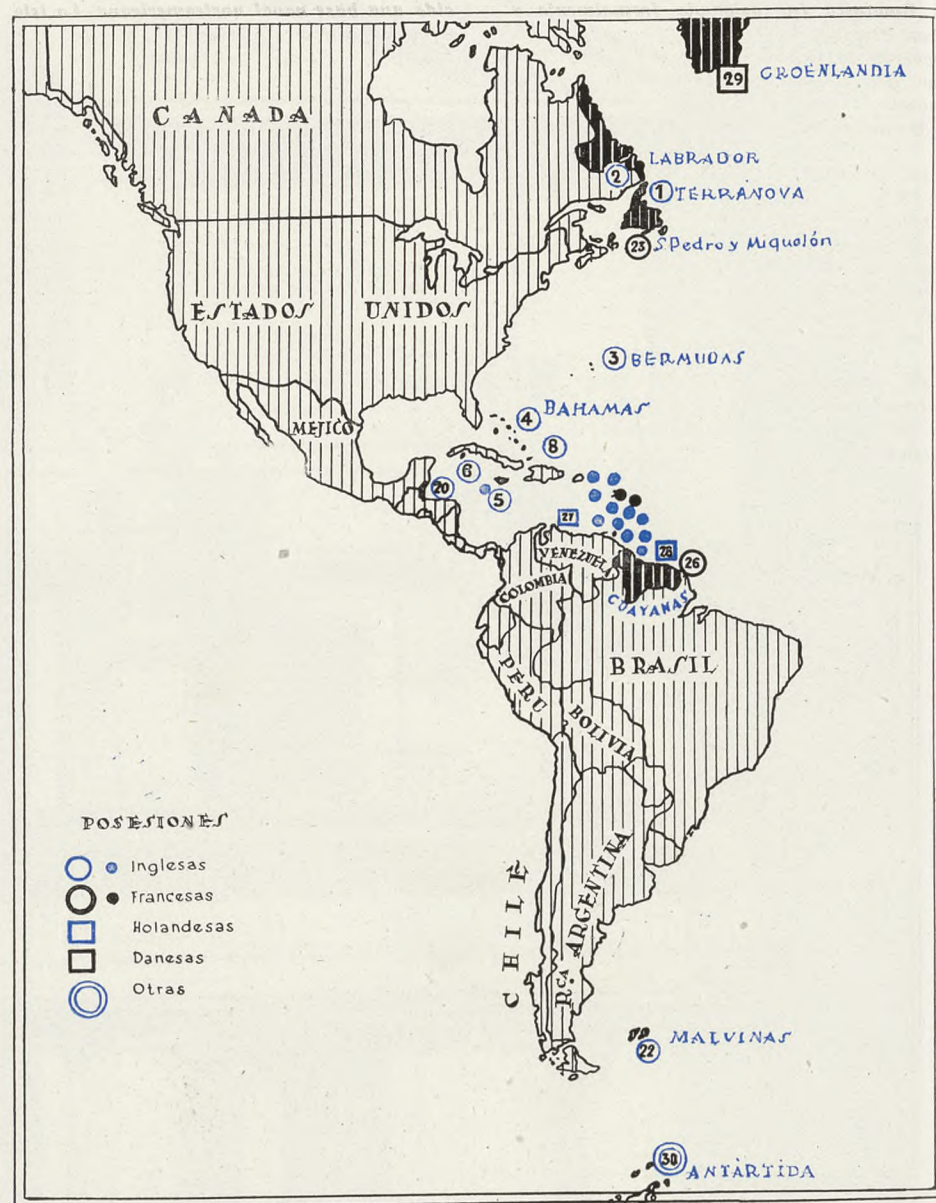 29 GROENLANDIA
CANADA
LABRADOR
2
1 TERRANOVA
23 S. Pedro y Miquelón
ESTADOS UNIDOS
3 BERMUDAS
BAHAMAS
4
MEJICO
8
6
20
5
27
28
26
VENEZUELA
COLOMBIA
GUAYANAS
PERU
BRASIL
BOLIVIA
POSESIONES
Inglesas
Francesas
Holandesas
Danesas
Otras
CHILE
Rca ARGENTINA
MALVINAS
22
30 ANTÁRTIDA